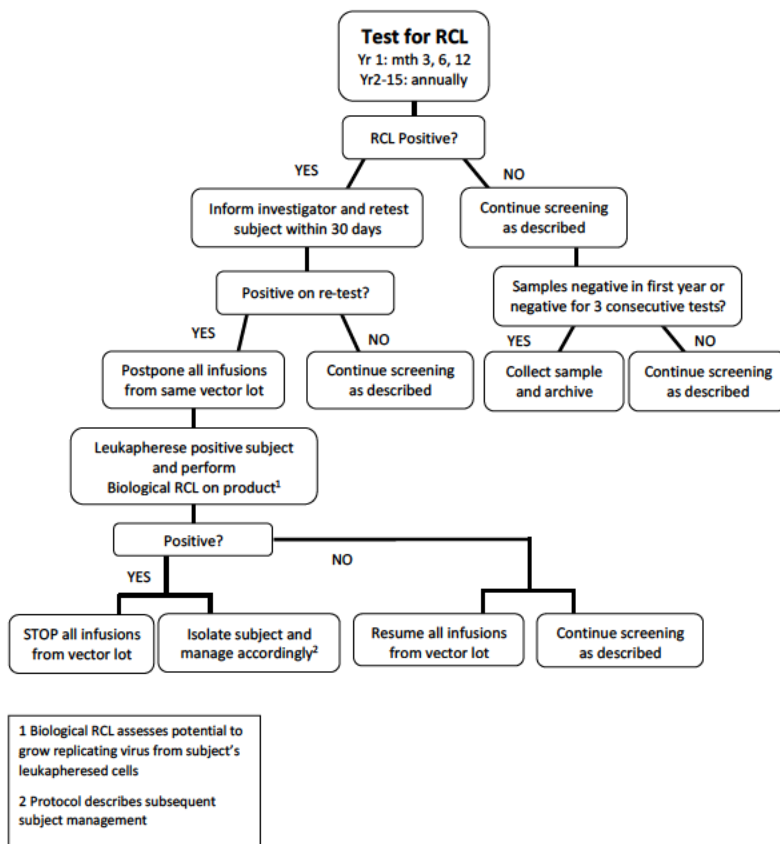 Test for RCL
Yr 1: mth 3, 6, 12
Yr2-15: annually
RCL Positive?
YES
NO
Inform investigator and retest
subject within 30 days
Continue screening
as described
Positive on re-test?
Samples negative in first year or
negative for 3 consecutive tests?
YES
NO
YES
NO
Postpone all infusions
from same vector lot
Continue screening
as described
Collect sample
and archive
Continue screening
as described
Leukapherese positive subject
and perform
Biological RCL on product1
Positive?
YES
NO
STOP all infusions
from vector lot
Isolate subject and
manage accordingly2
Resume all infusions
from vector lot
Continue screening
as described
1 Biological RCL assesses potential to
grow replicating virus from subject's
leukapheresed cells
2 Protocol describes subsequent
subject management